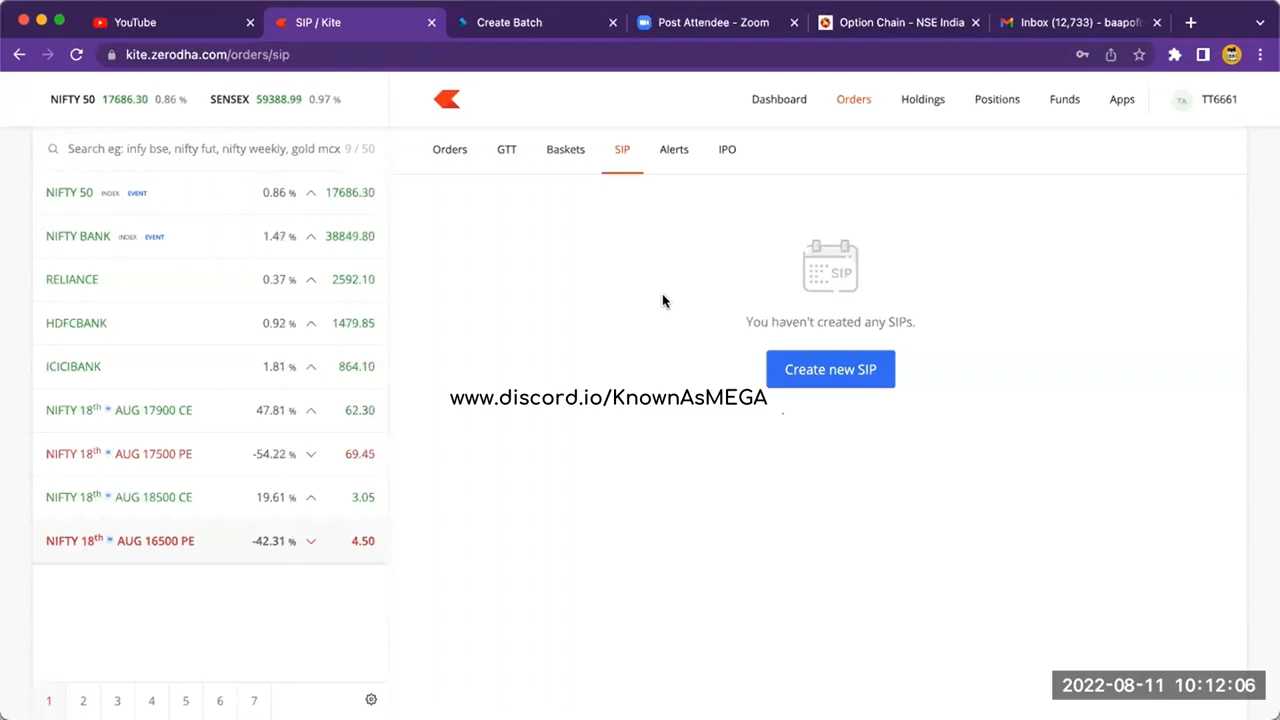 YouTube
SIP / Kite
Create Batch
Post Attendee - Zoom
Option Chain - NSE India
Inbox (12,733) - baapofc
kite.zerodha.com/orders/sip
NIFTY 50 17686.30 0.86 %
SENSEX 59388.99 0.97 %
Dashboard
Orders
Holdings
Positions
Funds
Apps
TA
TT6661
Search eg: infy bse, nifty fut, nifty weekly, gold mcx 9 / 50
Orders
GTT
Baskets
SIP
Alerts
IPO
NIFTY 50 INDEX EVENT 0.86 % 17686.30
NIFTY BANK INDEX EVENT 1.47 % 38849.80
RELIANCE 0.37 % 2592.10
HDFCBANK 0.92 % 1479.85
ICICIBANK 1.81 % 864.10
NIFTY 18th w AUG 17900 CE 47.81 % 62.30
NIFTY 18th w AUG 17500 PE -54.22 % 69.45
NIFTY 18th w AUG 18500 CE 19.61 % 3.05
NIFTY 18th w AUG 16500 PE -42.31 % 4.50
SIP
You haven't created any SIPs.
Create new SIP
www.discord.io/KnownAsMEGA
1 2 3 4 5 6 7
2022-08-11 10:12:06